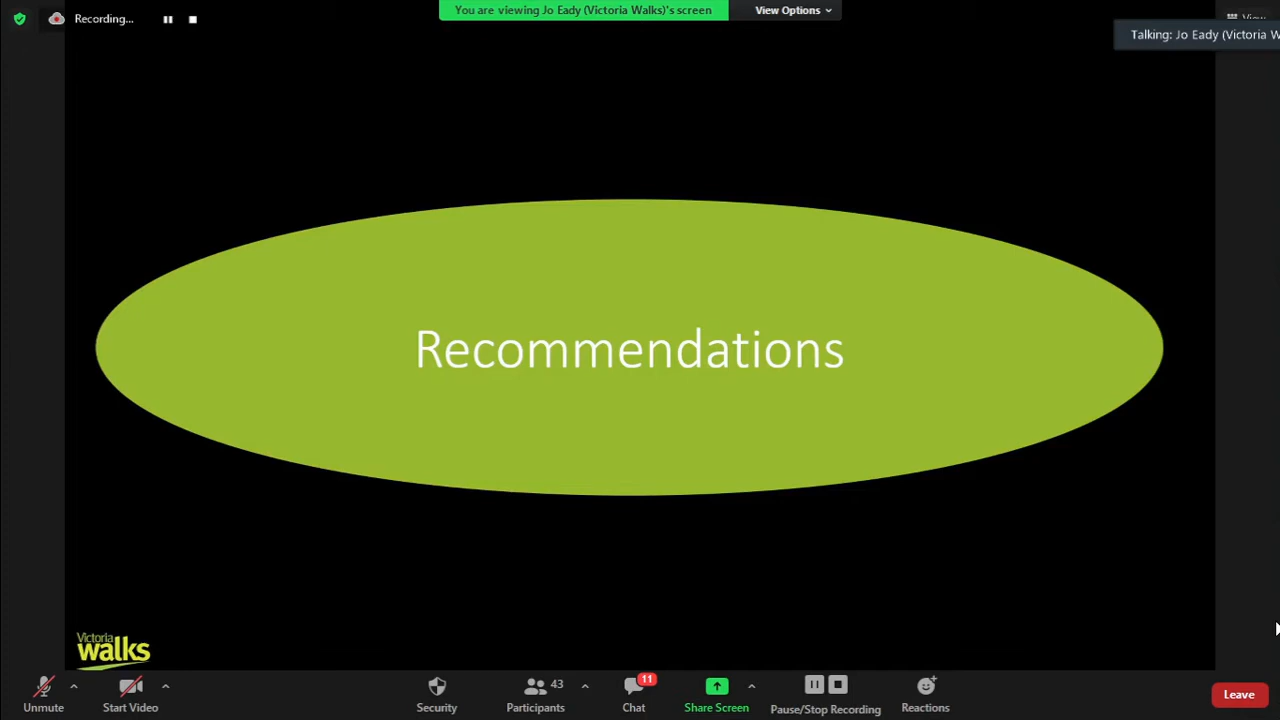 You are viewing Jo Eady (Victoria Walks)'s screen
View Options
Recording...
View
Talking: Jo Eady (Victoria W
Recommendations
Victoria
walks
Unmute
Start Video
Security
43
Participants
11
Chat
Share Screen
Pause/Stop Recording
Reactions
Leave